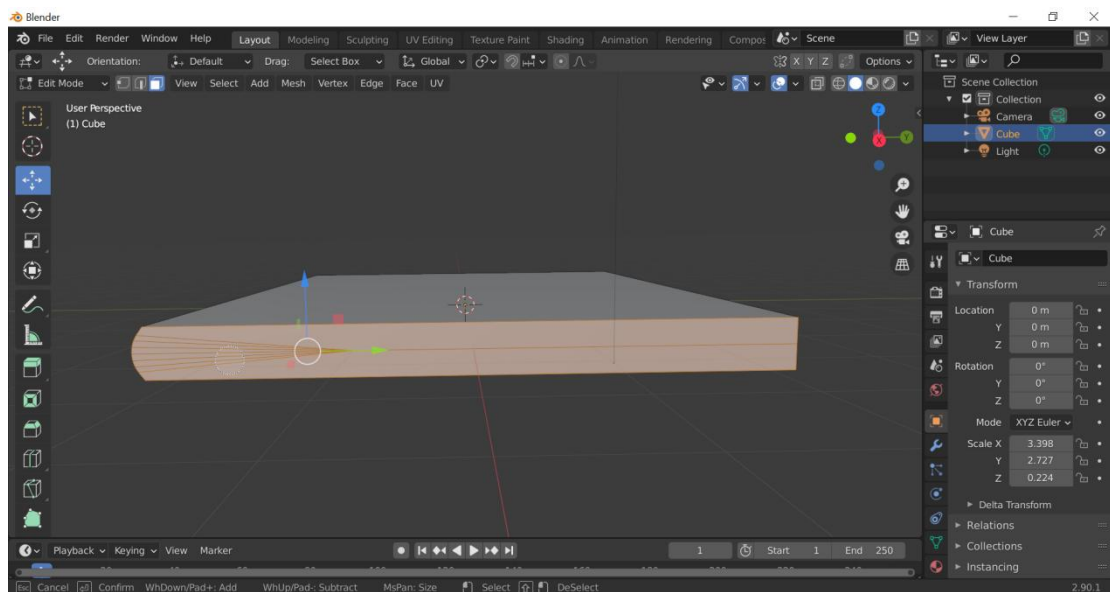 Blender
File Edit Render Window Help Layout Modeling Sculpting UV Editing Texture Paint Shading Animation Rendering Compos Scene View Layer
Orientation: Default Drag: Select Box Global X Y Z Options
Edit Mode View Select Add Mesh Vertex Edge Face UV
User Perspective
(1) Cube
Z
X
Y
Scene Collection
Collection
Camera
Cube
Light
Cube
Cube
Transform
Location 0 m
Y 0 m
Z 0 m
Rotation 0°
Y 0°
Z 0°
Mode XYZ Euler
Scale X 3.398
Y 2.727
Z 0.224
Delta Transform
Relations
Collections
Instancing
Playback Keying View Marker 1 Start 1 End 250
Esc Cancel Confirm WhDown/Pad+: Add WhUp/Pad-: Subtract MsPan: Size Select DeSelect 2.90.1